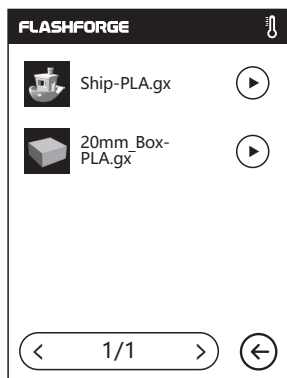 FLASHFORGE
Ship-PLA.gx
20mm_Box-
PLA.gx
1/1